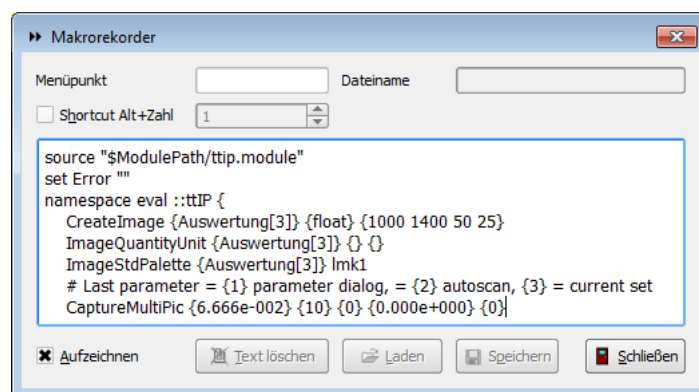 Makrorekorder
Menüpunkt Dateiname
Shortcut Alt+Zahl 1
source "$ModulePath/ttip.module"
set Error ""
namespace eval ::ttIP {
CreateImage {Auswertung[3]} {float} {1000 1400 50 25}
ImageQuantityUnit {Auswertung[3]} {} {}
ImageStdPalette {Auswertung[3]} lmk1
# Last parameter = {1} parameter dialog, = {2} autoscan, {3} = current set
CaptureMultiPic {6.666e-002} {10} {0} {0.000e+000} {0}
Aufzeichnen Text löschen Laden Speichern Schließen